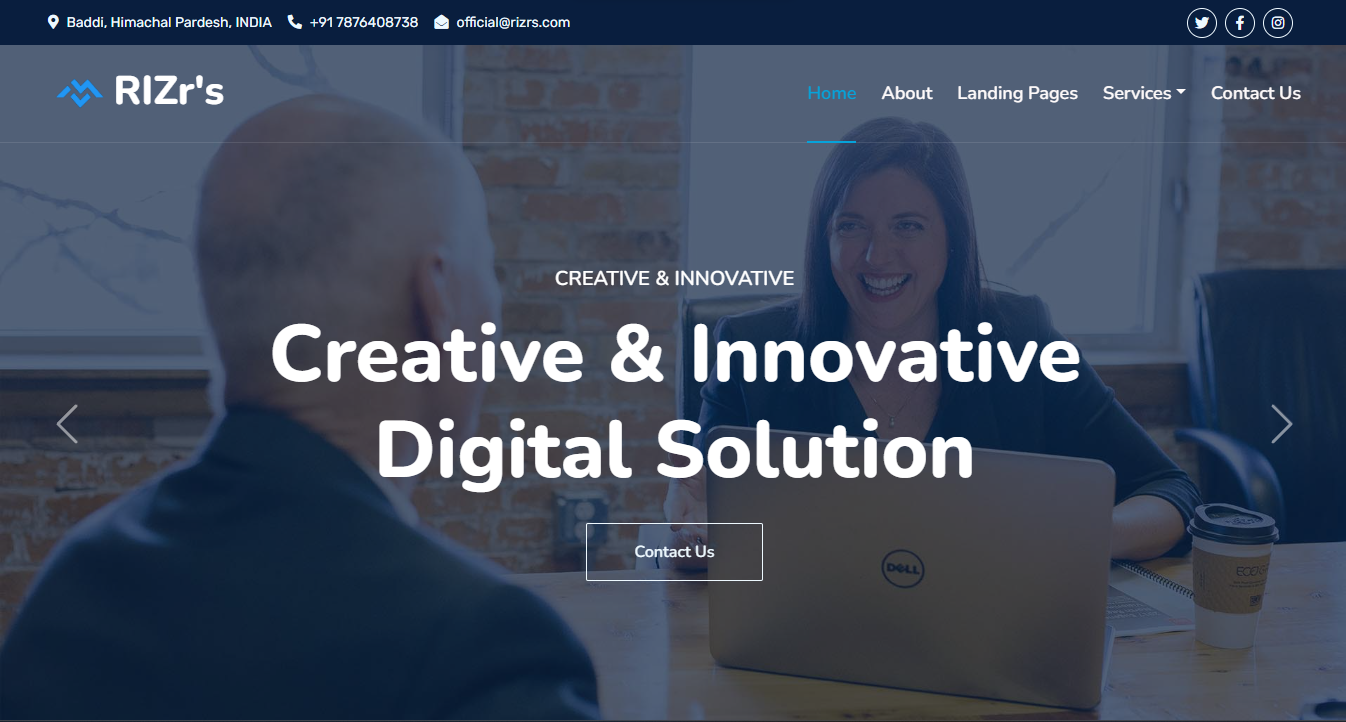 Baddi, Himachal Pardesh, INDIA +91 7876408738 official@rizrs.com
RIZr's
Home About Landing Pages Services Contact Us
CREATIVE & INNOVATIVE
Creative & Innovative
Digital Solution
Contact Us
DELL